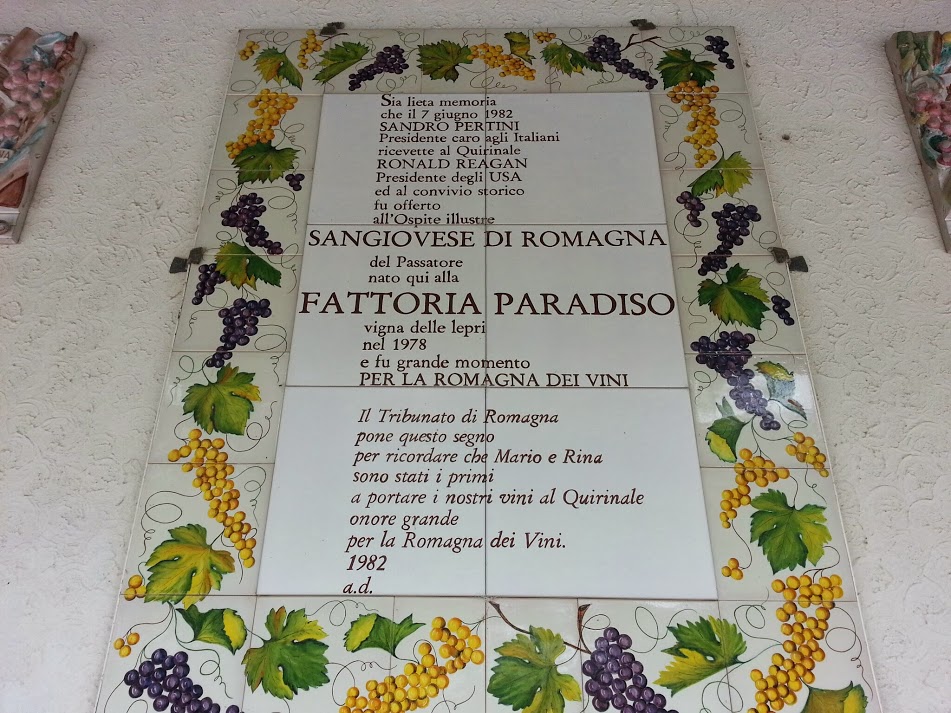 Sia lieta memoria
che il 7 giugno 1982
SANDRO PERTINI
Presidente caro agli Italiani
ricevette al Quirinale
RONALD REAGAN
Presidente degli USA
ed al convivio storico
fu offerto
all'Ospite illustre
SANGIOVESE DI ROMAGNA
del Passatore
nato qui alla
FATTORIA PARADISO
vigna delle lepri
nel 1978
e fu grande momento
PER LA ROMAGNA DEI VINI
Il Tribunato di Romagna
pone questo segno
per ricordare che Mario e Rina
sono stati i primi
a portare i nostri vini al Quirinale
onore grande
per la Romagna dei Vini.
1982
a.d.